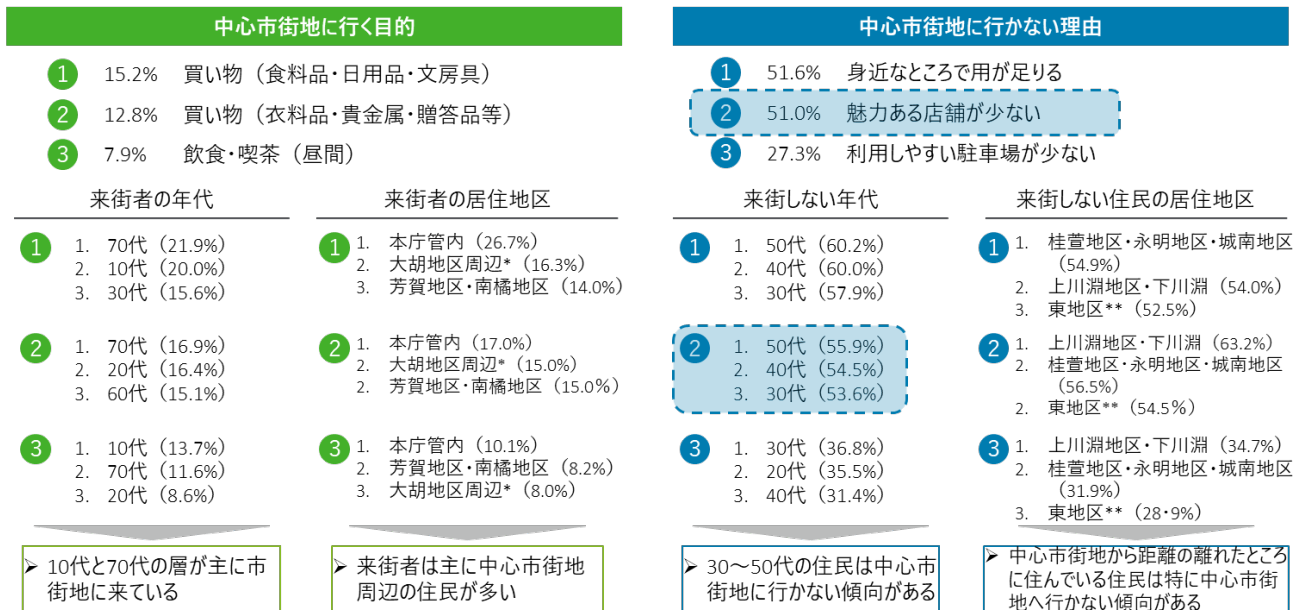 中心市街地に行く目的
1 15.2% 買い物（食料品・日用品・文房具）
2 12.8% 買い物（衣料品・貴金属・贈答品等）
3 7.9% 飲食・喫茶（昼間）
来街者の年代
1 1. 70代（21.9%）
2. 10代（20.0%）
3. 30代（15.6%）
2 1. 70代（16.9%）
2. 20代（16.4%）
3. 60代（15.1%）
3 1. 10代（13.7%）
2. 70代（11.6%）
3. 20代（8.6%）
➢ 10代と70代の層が主に市
街地に来ている
来街者の居住地区
1 1. 本庁管内（26.7%）
2. 大胡地区周辺*（16.3%）
3. 芳賀地区・南橘地区（14.0%）
2 1. 本庁管内（17.0%）
2. 大胡地区周辺*（15.0%）
2. 芳賀地区・南橘地区（15.0％）
3 1. 本庁管内（10.1%）
2. 芳賀地区・南橘地区（8.2%）
3. 大胡地区周辺*（8.0%）
➢ 来街者は主に中心市街地
周辺の住民が多い
中心市街地に行かない理由
1 51.6% 身近なところで用が足りる
2 51.0% 魅力ある店舗が少ない
3 27.3% 利用しやすい駐車場が少ない
来街しない年代
1 1. 50代（60.2%）
2. 40代（60.0%）
3. 30代（57.9%）
2 1. 50代（55.9%）
2. 40代（54.5%）
3. 30代（53.6%）
3 1. 30代（36.8%）
2. 20代（35.5%）
3. 40代（31.4%）
➢ 30～50代の住民は中心市
街地に行かない傾向がある
来街しない住民の居住地区
1 1. 桂萱地区・永明地区・城南地区
（54.9%）
2. 上川淵地区・下川淵（54.0%）
3. 東地区**（52.5%）
2 1. 上川淵地区・下川淵（63.2%）
2. 桂萱地区・永明地区・城南地区
（56.5%）
2. 東地区**（54.5％）
3 1. 上川淵地区・下川淵（34.7%）
2. 桂萱地区・永明地区・城南地区
（31.9%）
3. 東地区**（28・9%）
➢ 中心市街地から距離の離れたところ
に住んでいる住民は特に中心市街
地へ行かない傾向がある